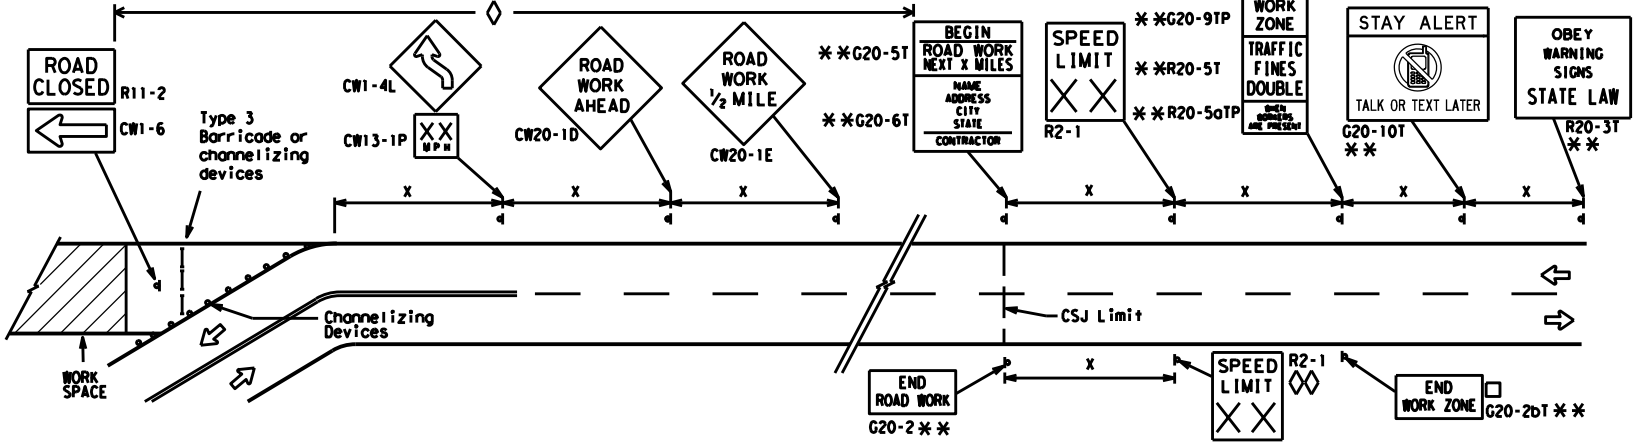 ROAD
CLOSED
R11-2
CW1-6
Type 3
Barricade or
channelizing
devices
CW1-4L
XX
MPH
CW13-1P
ROAD
WORK
AHEAD
CW20-1D
ROAD
WORK
1/2 MILE
CW20-1E
**G20-5T
**G20-6T
BEGIN
ROAD WORK
NEXT X MILES
NAME
ADDRESS
CITY
STATE
CONTRACTOR
SPEED
LIMIT
X X
R2-1
**G20-9TP
**R20-5T
**R20-5aTP
WORK
ZONE
TRAFFIC
FINES
DOUBLE
WHEN
WORKERS
ARE PRESENT
STAY ALERT
TALK OR TEXT LATER
G20-10T
**
OBEY
WARNING
SIGNS
STATE LAW
R20-3T
**
X
X
X
X
X
X
X
Channelizing
Devices
CSJ Limit
WORK
SPACE
X
END
ROAD WORK
G20-2 **
SPEED
LIMIT
X X
R2-1
END
WORK ZONE
G20-2bT **